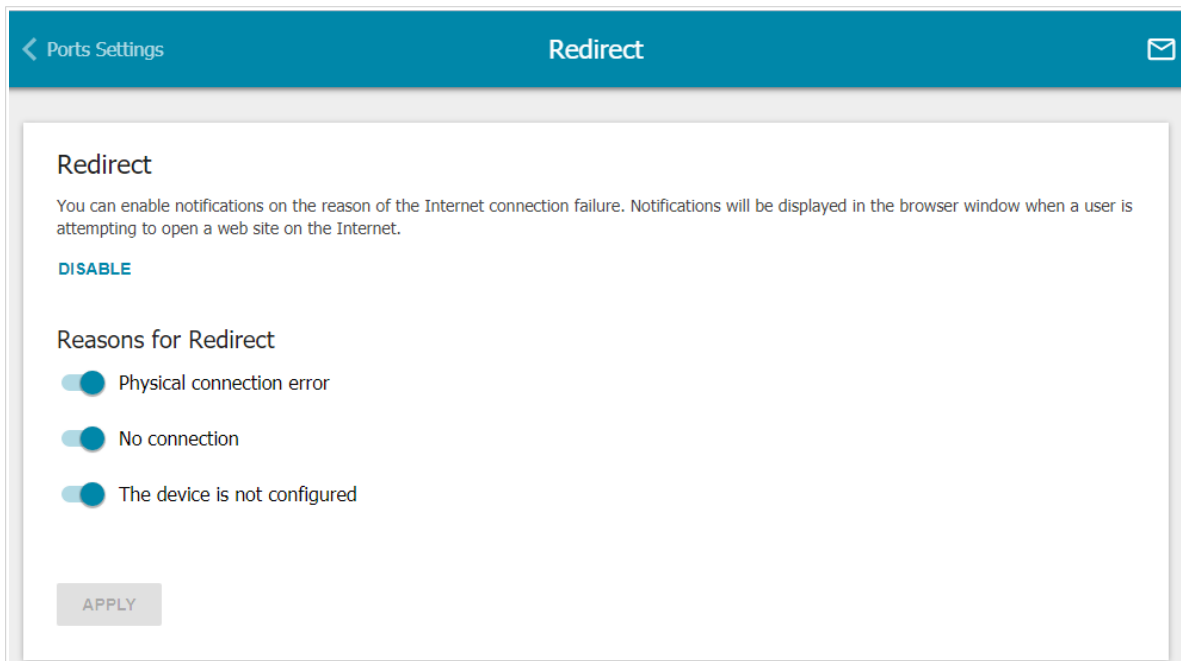 Ports Settings
Redirect
Redirect
You can enable notifications on the reason of the Internet connection failure. Notifications will be displayed in the browser window when a user is
attempting to open a web site on the Internet.
DISABLE
Reasons for Redirect
Physical connection error
No connection
The device is not configured
APPLY